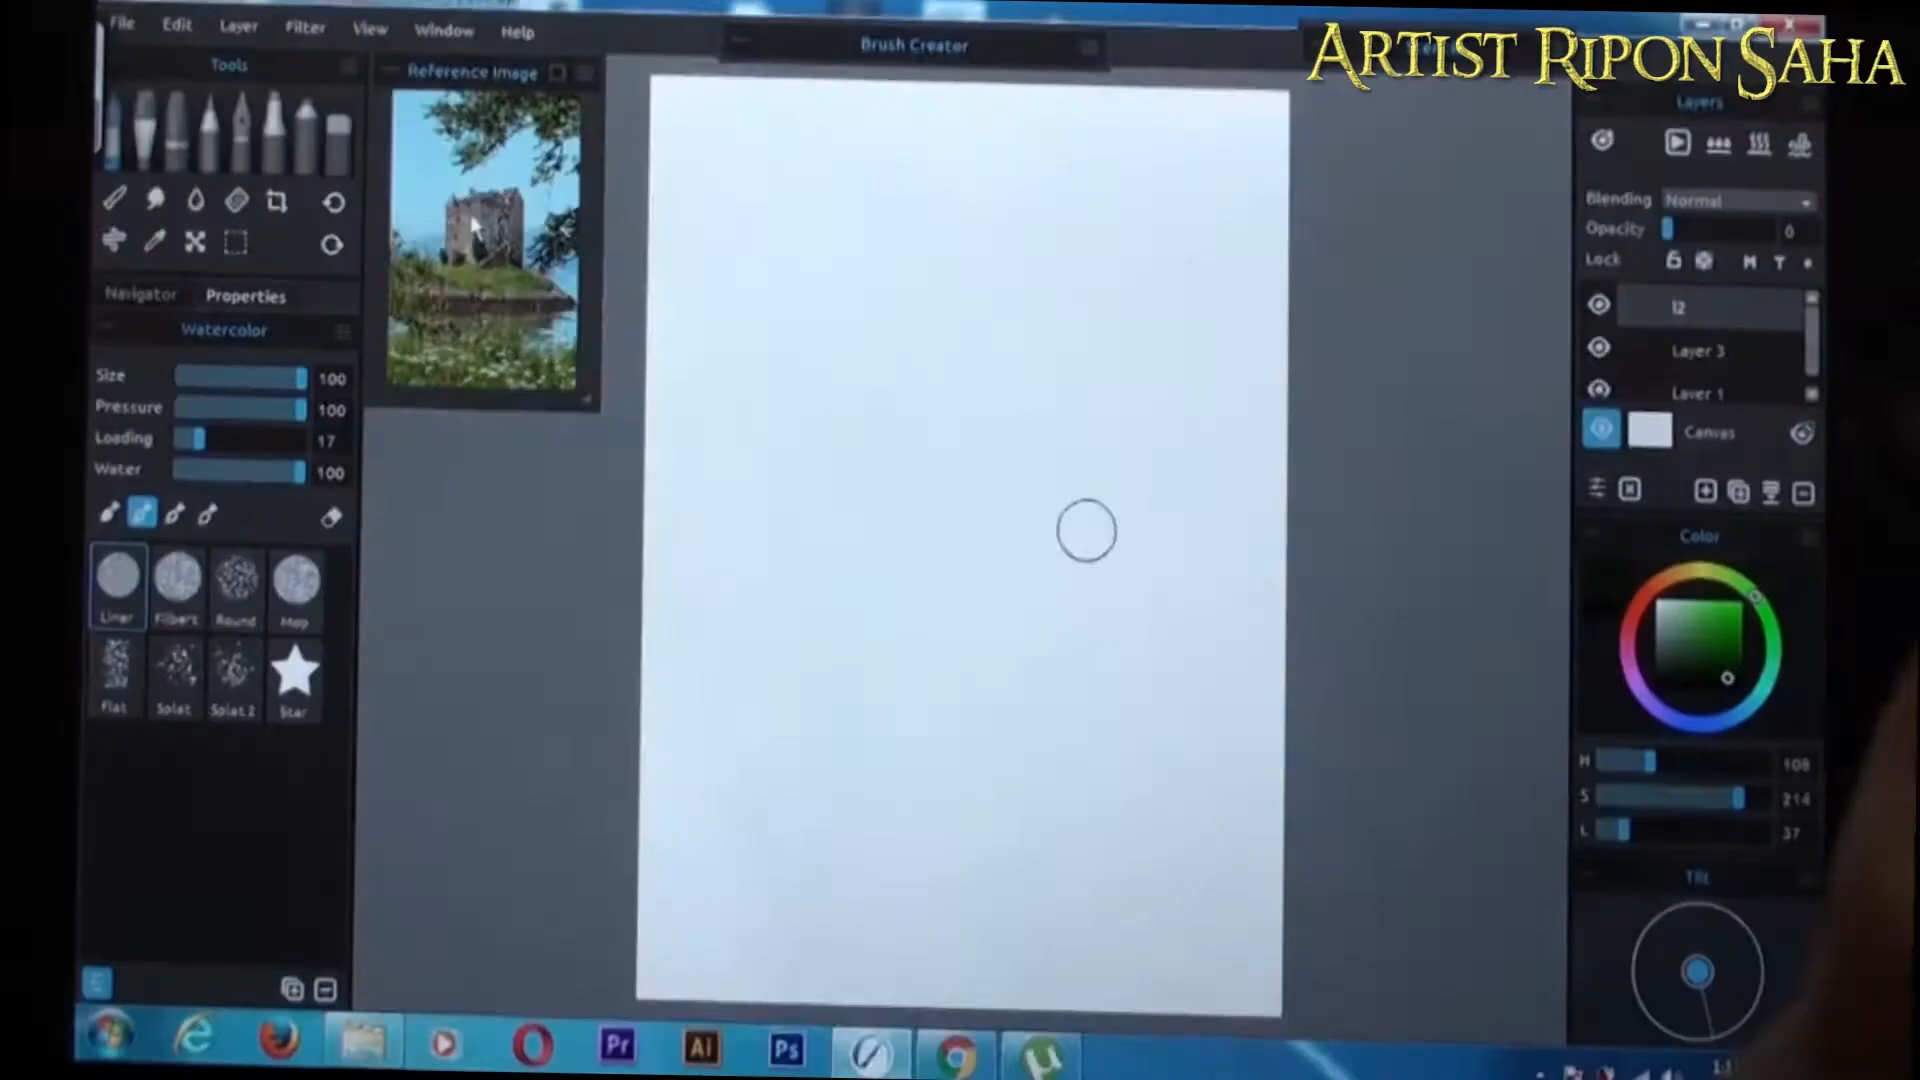 ARTIST RIPON SAHA
File Edit Layer Filter View Window Help
Brush Creator
Tools
Reference Image
Navigator Properties
Watercolor
Size 100
Pressure 100
Loading 17
Water 100
Liner Filbert Round Mop
Flat Splat Splat 2 Star
Layers
Blending Normal
Opacity 0
Lock M T
l2
Layer 3
Layer 1
Canvas
Color
H 108
S 214
L 37
Tilt
Pr Ai Ps